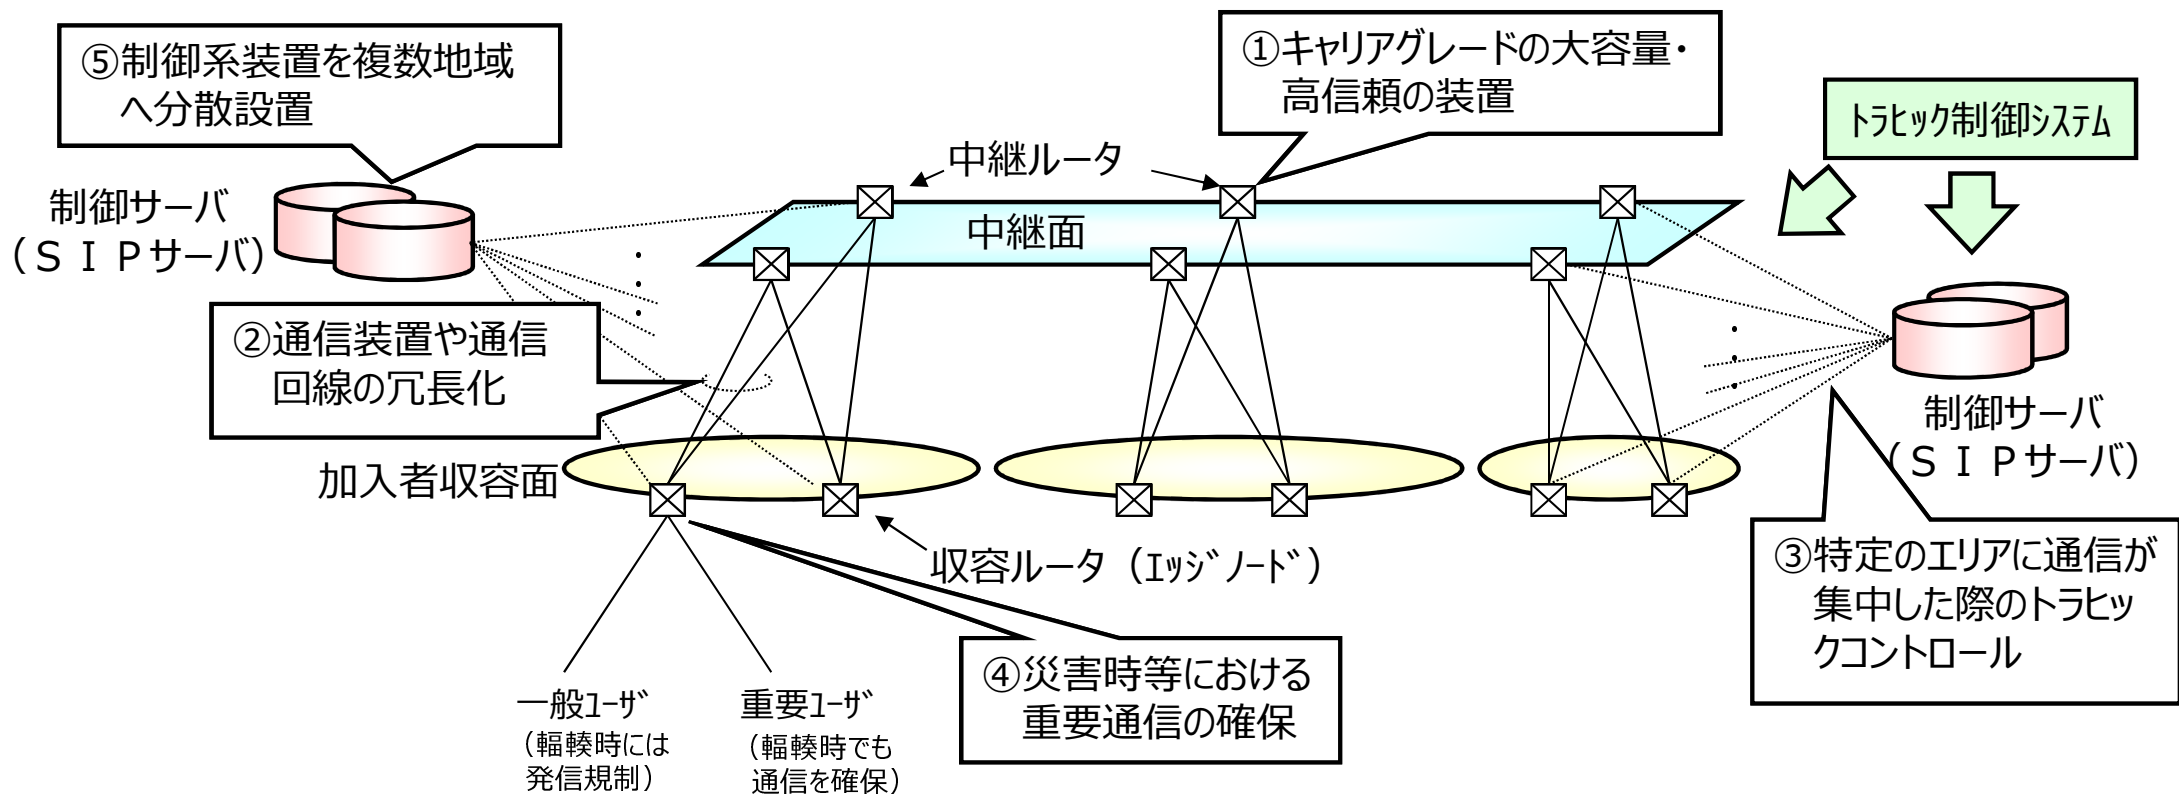 ⑤制御系装置を複数地域
へ分散設置
①キャリアグレードの大容量・
高信頼の装置
ﾄﾗﾋｯｸ制御ｼｽﾃﾑ
中継ルータ
制御サーバ
（ＳＩＰサーバ）
中継面
②通信装置や通信
回線の冗長化
制御サーバ
（ＳＩＰサーバ）
加入者収容面
収容ルータ（ｴｯｼﾞﾉｰﾄﾞ）
③特定のエリアに通信が
集中した際のトラヒッ
クコントロール
④災害時等における
重要通信の確保
一般ﾕｰｻﾞ
（輻輳時には
発信規制）
重要ﾕｰｻﾞ
（輻輳時でも
通信を確保）